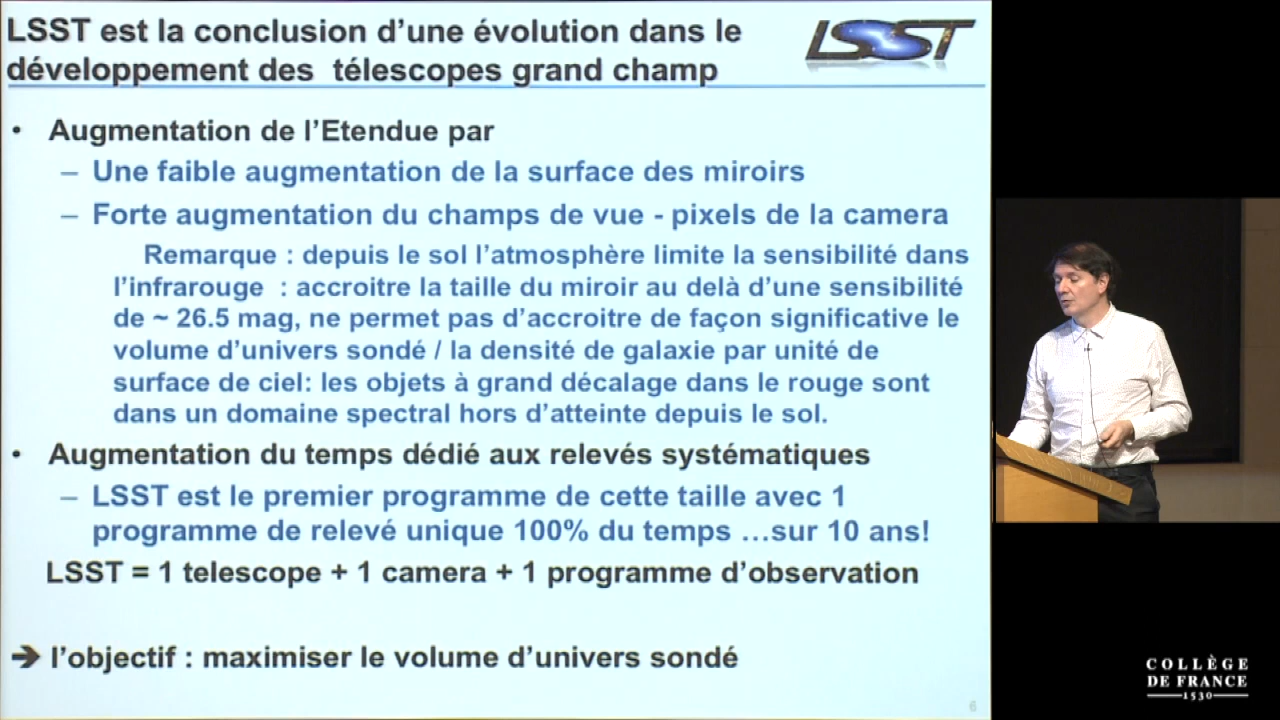 LSST est la conclusion d’une évolution dans le
développement des télescopes grand champ
LSST
• Augmentation de l’Etendue par
– Une faible augmentation de la surface des miroirs
– Forte augmentation du champs de vue - pixels de la camera
Remarque : depuis le sol l’atmosphère limite la sensibilité dans
l’infrarouge : accroitre la taille du miroir au delà d’une sensibilité
de ~ 26.5 mag, ne permet pas d’accroitre de façon significative le
volume d’univers sondé / la densité de galaxie par unité de
surface de ciel: les objets à grand décalage dans le rouge sont
dans un domaine spectral hors d’atteinte depuis le sol.
• Augmentation du temps dédié aux relevés systématiques
– LSST est le premier programme de cette taille avec 1
programme de relevé unique 100% du temps …sur 10 ans!
LSST = 1 telescope + 1 camera + 1 programme d’observation
➔ l’objectif : maximiser le volume d’univers sondé
6
COLLÈGE
DE FRANCE
1530